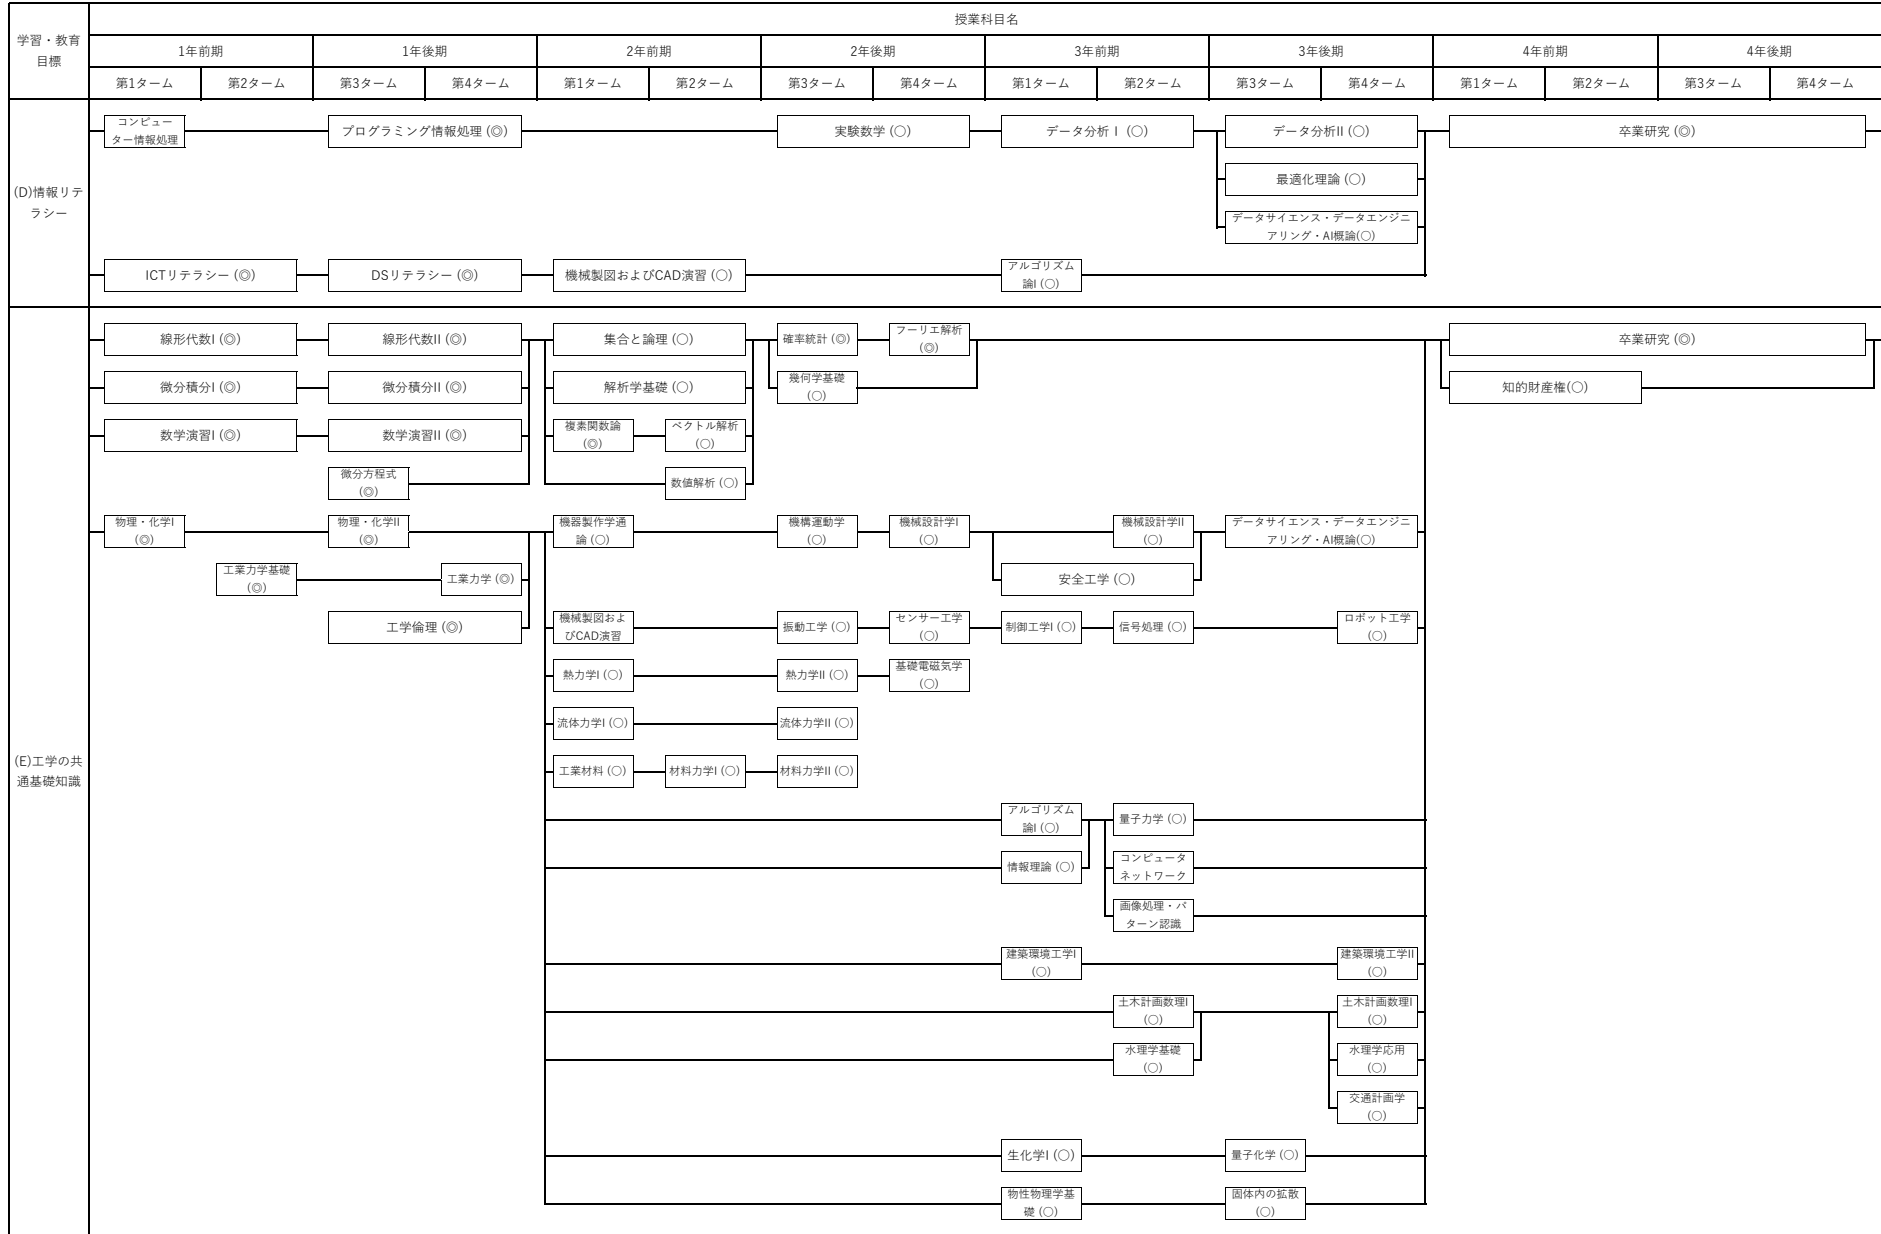 学習・教育
目標
授業科目名
1年前期
1年後期
2年前期
2年後期
3年前期
3年後期
4年前期
4年後期
第1ターム
第2ターム
第3ターム
第4ターム
第1ターム
第2ターム
第3ターム
第4ターム
第1ターム
第2ターム
第3ターム
第4ターム
第1ターム
第2ターム
第3ターム
第4ターム
(D)情報リテ
ラシー
コンピュー
ター情報処理
プログラミング情報処理 (◎)
実験数学 (○)
データ分析Ⅰ (○)
データ分析II (○)
卒業研究 (◎)
最適化理論 (○)
データサイエンス・データエンジニ
アリング・AI概論(○)
ICTリテラシー (◎)
DSリテラシー (◎)
機械製図およびCAD演習 (○)
アルゴリズム
論I (○)
(E)工学の共
通基礎知識
線形代数I (◎)
線形代数II (◎)
集合と論理 (○)
確率統計 (◎)
フーリエ解析
(◎)
卒業研究 (◎)
微分積分I (◎)
微分積分II (◎)
解析学基礎 (○)
幾何学基礎
(○)
知的財産権(○)
数学演習I (◎)
数学演習II (◎)
複素関数論
(◎)
ベクトル解析
(○)
微分方程式
(◎)
数値解析 (○)
物理・化学I
(◎)
物理・化学II
(◎)
機器製作学通
論 (○)
機構運動学
(○)
機械設計学I
(○)
機械設計学II
(○)
データサイエンス・データエンジニ
アリング・AI概論(○)
工業力学基礎
(◎)
工業力学 (◎)
安全工学 (○)
工学倫理 (◎)
機械製図およ
びCAD演習
振動工学 (○)
センサー工学
(○)
制御工学I (○)
信号処理 (○)
ロボット工学
(○)
熱力学I (○)
熱力学II (○)
基礎電磁気学
(○)
流体力学I (○)
流体力学II (○)
工業材料 (○)
材料力学I (○)
材料力学II (○)
アルゴリズム
論I (○)
量子力学 (○)
情報理論 (○)
コンピュータ
ネットワーク
画像処理・パ
ターン認識
建築環境工学I
(○)
建築環境工学II
(○)
土木計画数理I
(○)
土木計画数理I
(○)
水理学基礎
(○)
水理学応用
(○)
交通計画学
(○)
生化学I (○)
量子化学 (○)
物性物理学基
礎 (○)
固体内の拡散
(○)